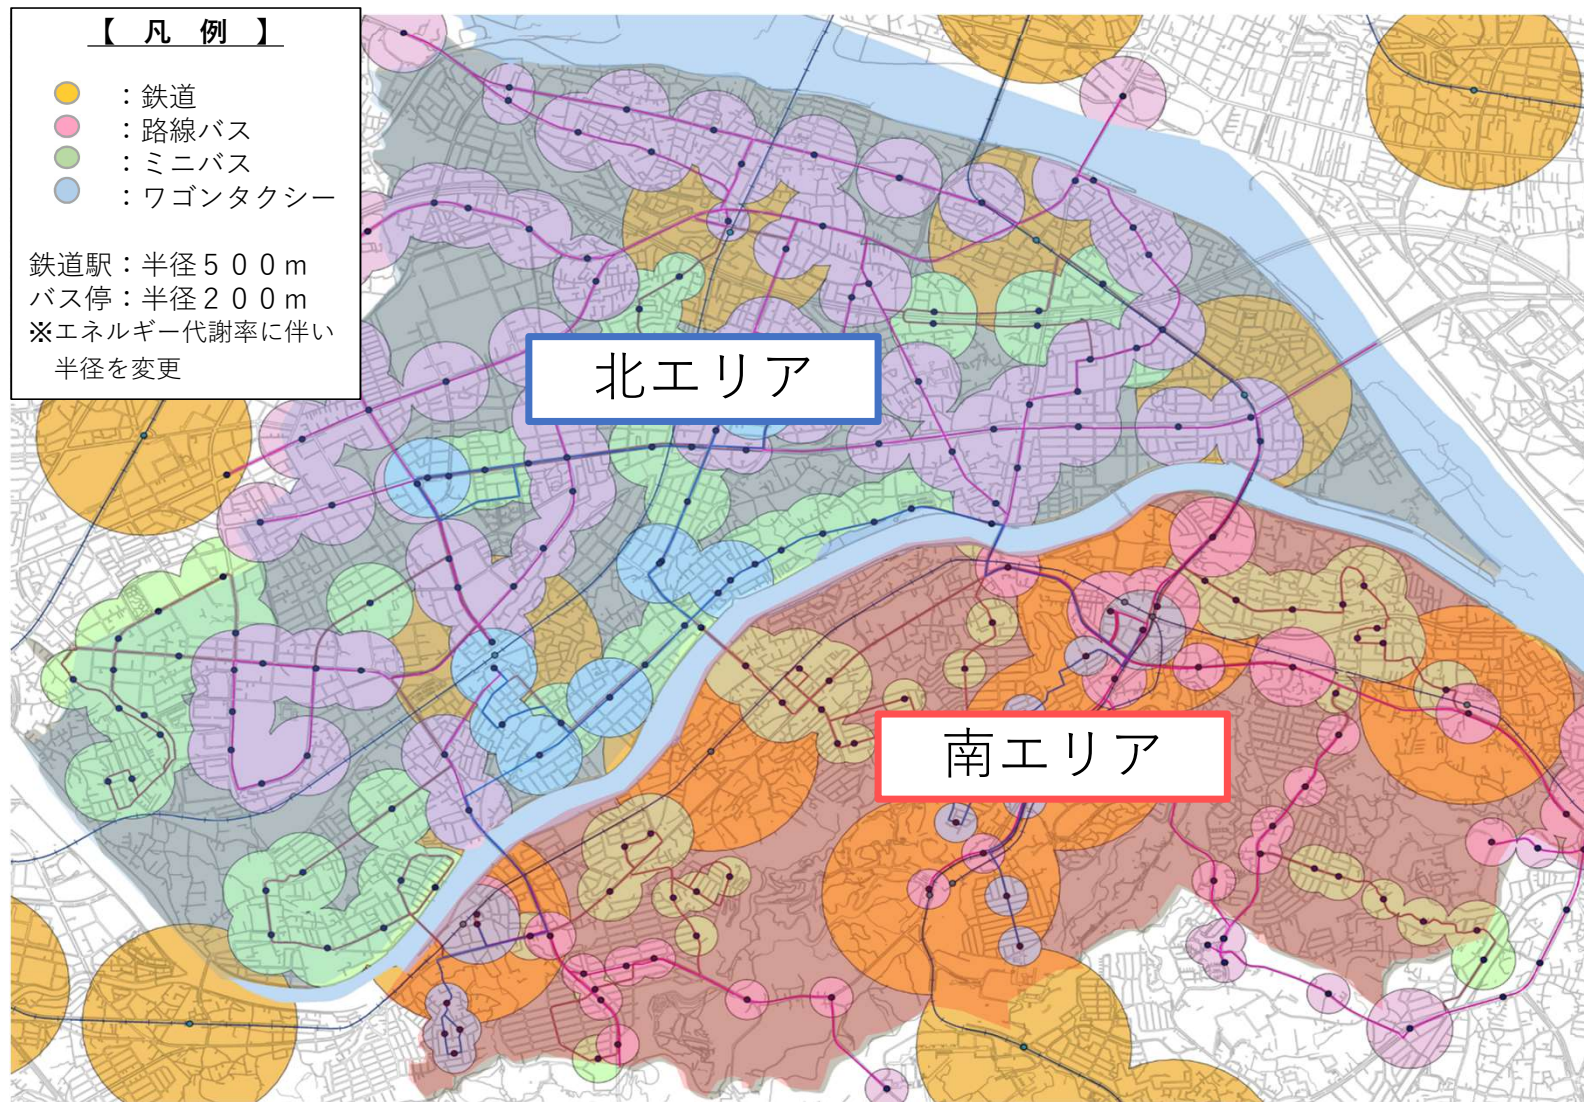 【 凡 例 】
：鉄道
：路線バス
：ミニバス
：ワゴンタクシー
鉄道駅：半径５００ｍ
バス停：半径２００ｍ
※エネルギー代謝率に伴い
半径を変更
北エリア
南エリア